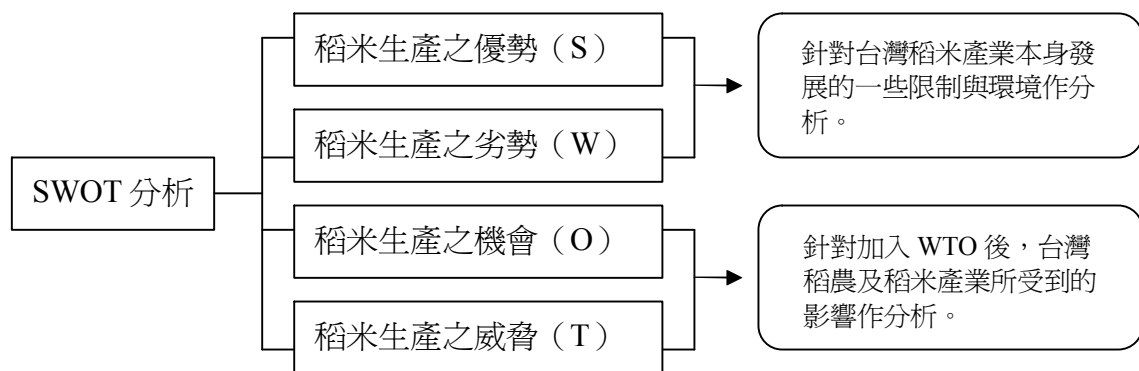 SWOT 分析
稻米生產之優勢（S）
稻米生產之劣勢（W）
稻米生產之機會（O）
稻米生產之威脅（T）
針對台灣稻米產業本身發
展的一些限制與環境作分
析。
針對加入 WTO 後，台灣
稻農及稻米產業所受到的
影響作分析。